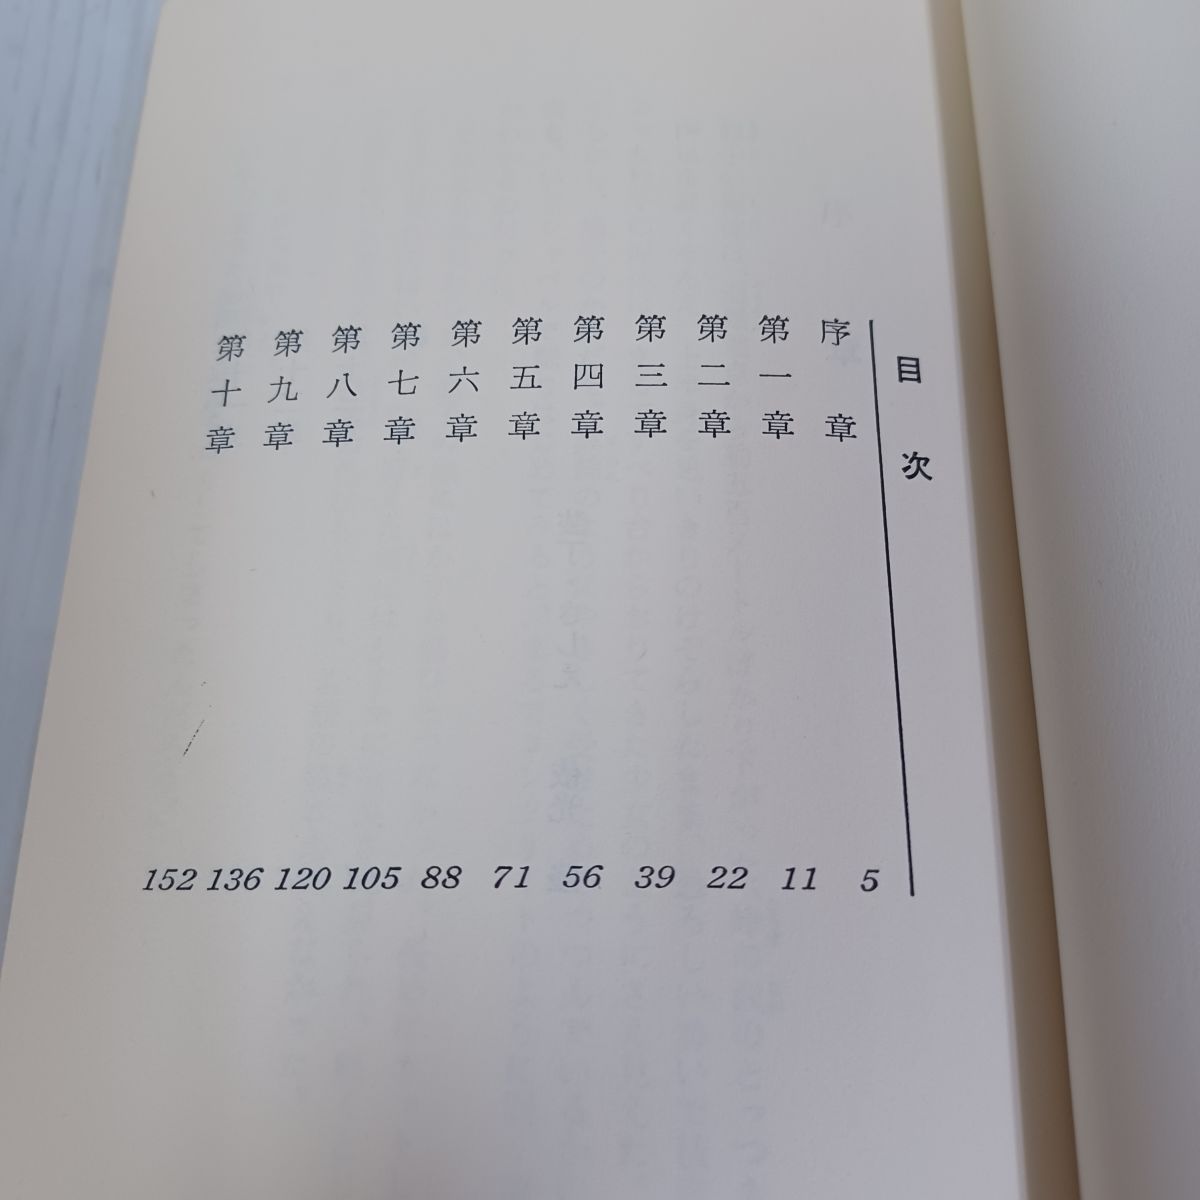 目次
序章 5
第一章 11
第二章 22
第三章 39
第四章 56
第五章 71
第六章 88
第七章 105
第八章 120
第九章 136
第十章 152